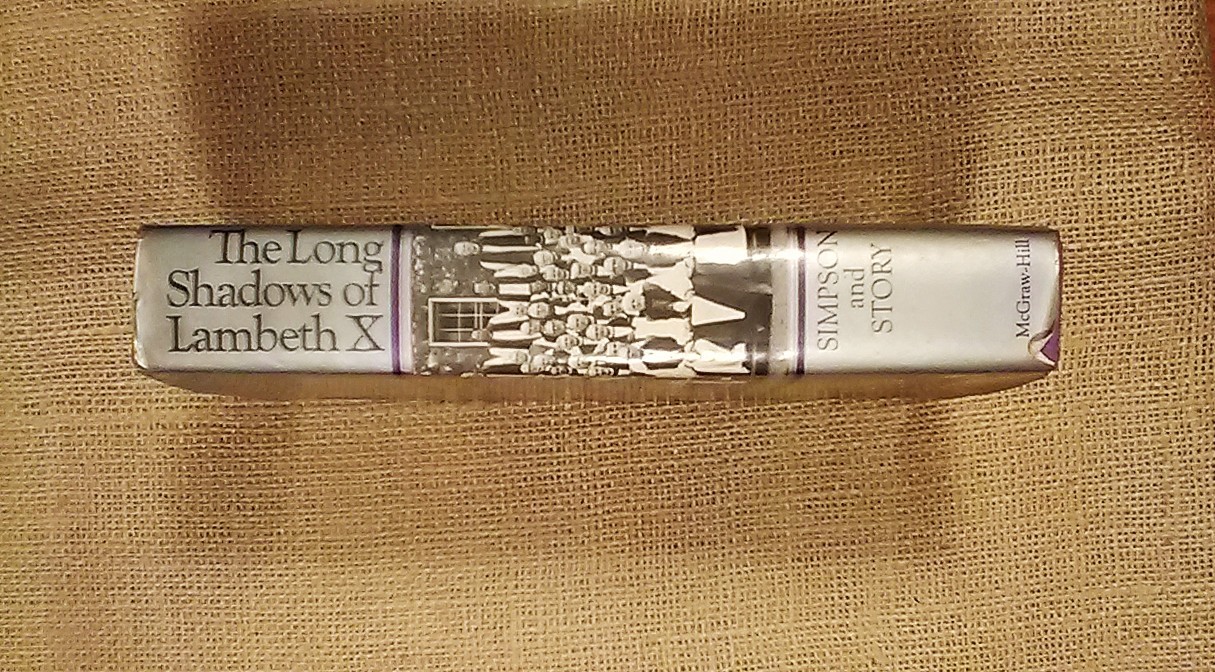 The Long
Shadows of
Lambeth X
SIMPSON
and
STORY
McGraw-Hill